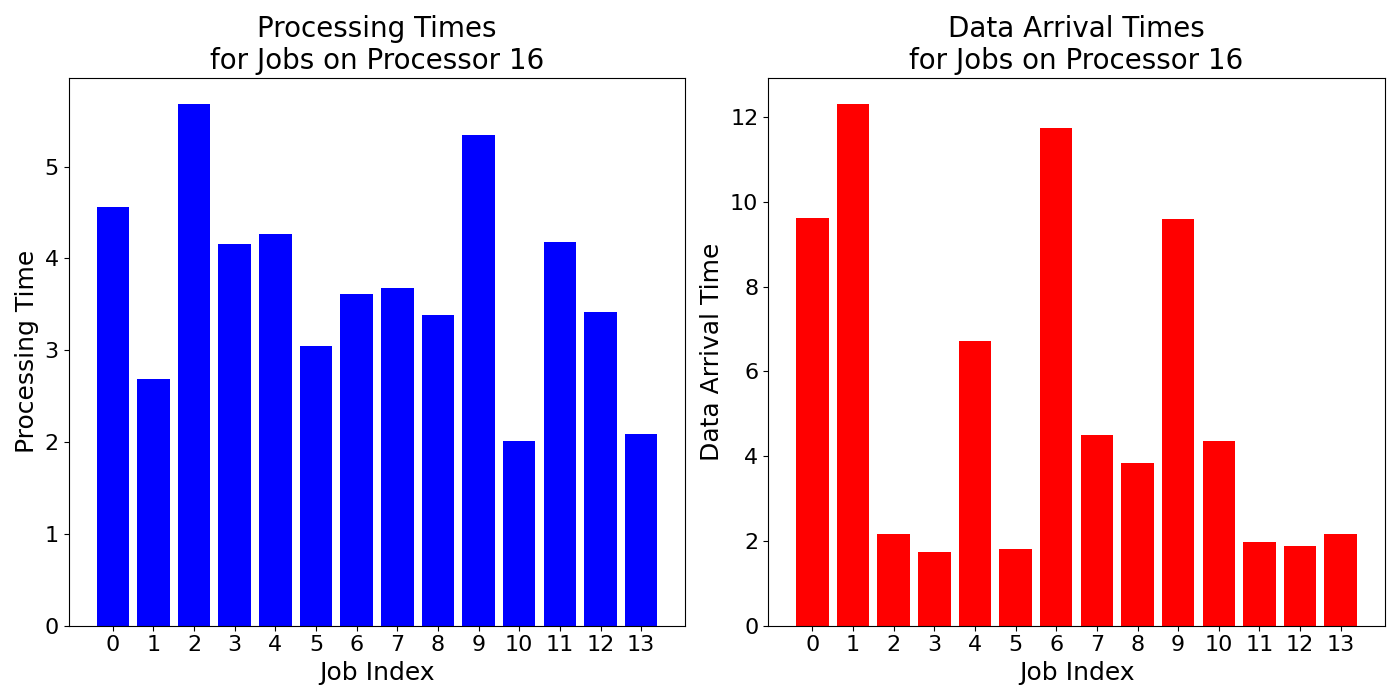 Processing Times
for Jobs on Processor 16
Processing Time
5
4
3
2
1
0
0 1 2 3 4 5 6 7 8 9 10 11 12 13
Job Index
Data Arrival Times
for Jobs on Processor 16
Data Arrival Time
12
10
8
6
4
2
0
0 1 2 3 4 5 6 7 8 9 10 11 12 13
Job Index